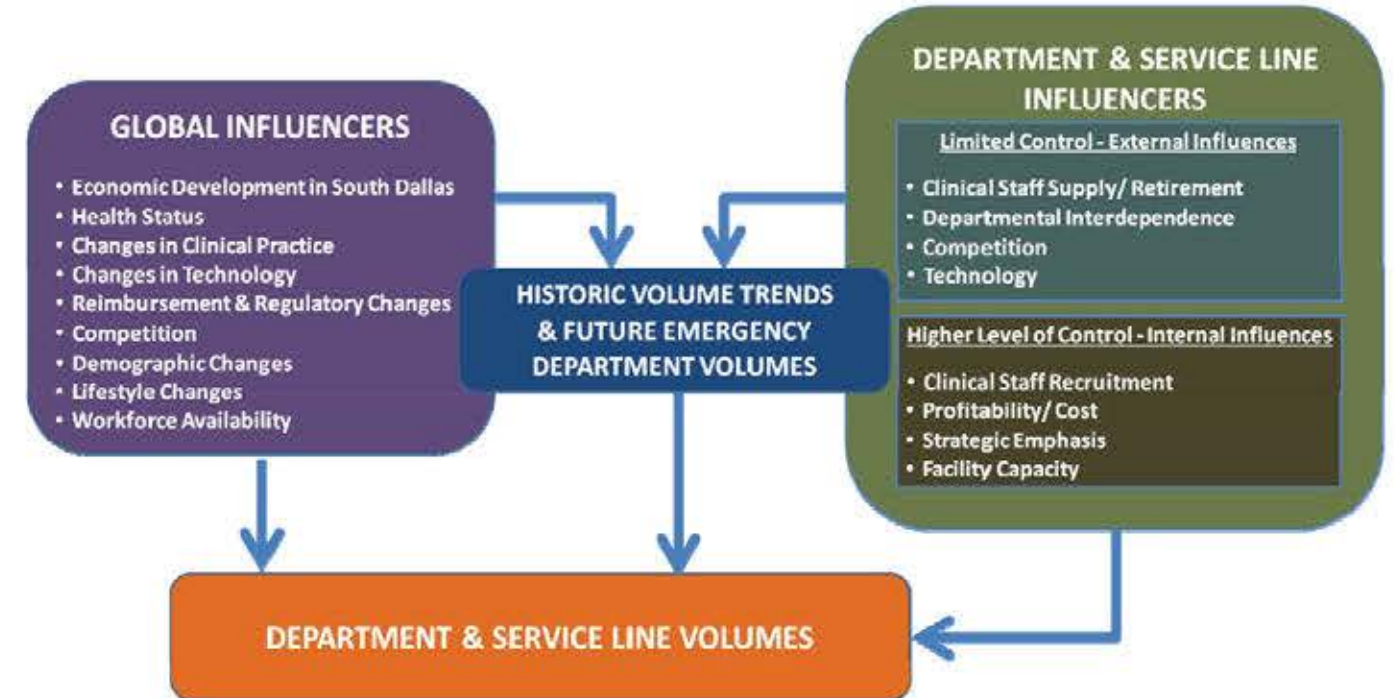 GLOBAL INFLUENCERS
• Economic Development in South Dallas
• Health Status
• Changes in Clinical Practice
• Changes in Technology
• Reimbursement & Regulatory Changes
• Competition
• Demographic Changes
• Lifestyle Changes
• Workforce Availability
HISTORIC VOLUME TRENDS
& FUTURE EMERGENCY
DEPARTMENT VOLUMES
DEPARTMENT & SERVICE LINE
INFLUENCERS
Limited Control - External Influences
• Clinical Staff Supply/ Retirement
• Departmental Interdependence
• Competition
• Technology
Higher Level of Control - Internal Influences
• Clinical Staff Recruitment
• Profitability/ Cost
• Strategic Emphasis
• Facility Capacity
DEPARTMENT & SERVICE LINE VOLUMES